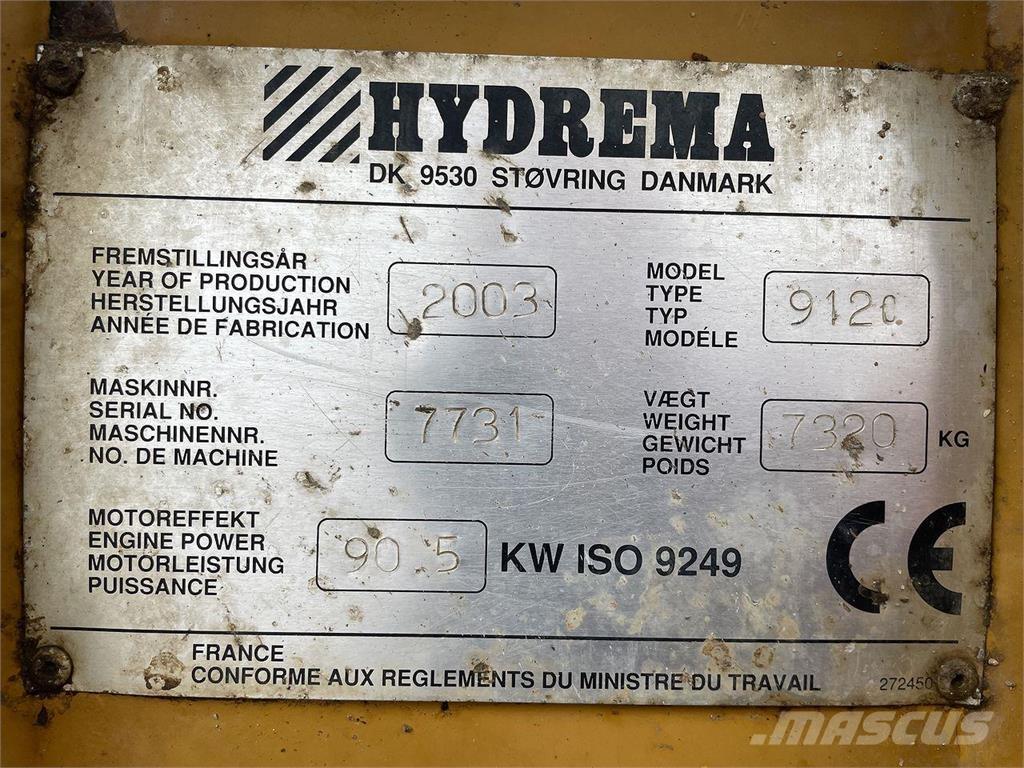 HYDREMA
DK 9530 STØVRING DANMARK
FREMSTILLINGSÅR
YEAR OF PRODUCTION
HERSTELLUNGSJAHR
ANNÉE DE FABRICATION
2003
MODEL
TYPE
TYP
MODÉLE
912C
MASKINNR.
SERIAL NO.
MASCHINENNR.
NO. DE MACHINE
7731
VÆGT
WEIGHT
GEWICHT
POIDS
7320 KG
MOTOREFFEKT
ENGINE POWER
MOTORLEISTUNG
PUISSANCE
90.5 KW ISO 9249
CE
FRANCE
CONFORME AUX REGLEMENTS DU MINISTRE DU TRAVAIL
272450
MASCUS